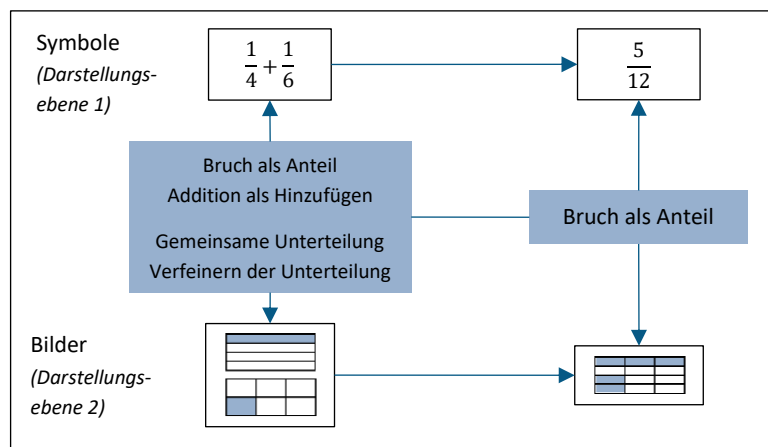 Symbole
(Darstellungs-
ebene 1)
1/4 + 1/6
5/12
Bruch als Anteil
Addition als Hinzufügen
Gemeinsame Unterteilung
Verfeinern der Unterteilung
Bruch als Anteil
Bilder
(Darstellungs-
ebene 2)